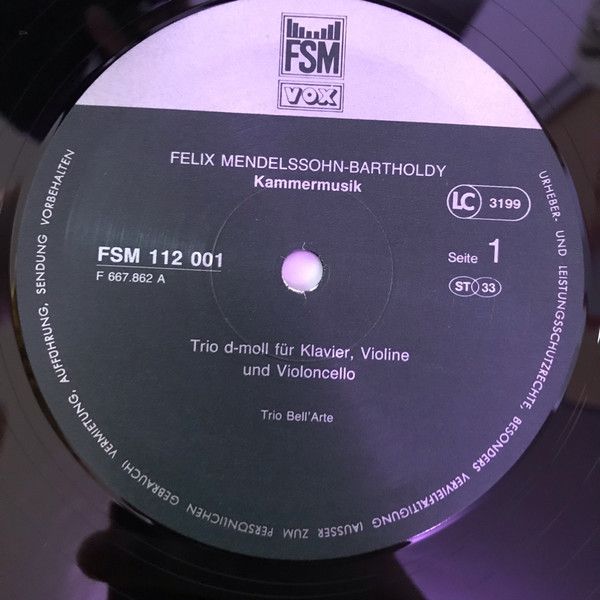 FSM
VOX
FELIX MENDELSSOHN-BARTHOLDY
Kammermusik
LC 3199
FSM 112 001
F 667.862 A
Seite 1
ST 33
Trio d-moll für Klavier, Violine
und Violoncello
Trio Bell'Arte
URHEBER- UND LEISTUNGSSCHUTZRECHTE, BESONDERS VERVIELFÄLTIGUNG (AUSSER ZUM PERSÖNLICHEN GEBRAUCH) VERMIETUNG, AUFFÜHRUNG, SENDUNG VORBEHALTEN